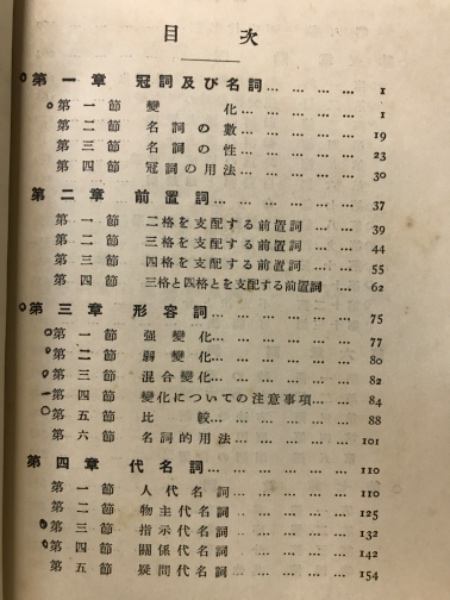 目次
第一章 冠詞及び名詞… … … … 1
第一節 變化… … … … … 1
第二節 名詞の數… … … … … 19
第三節 名詞の性… … … … … 23
第四節 冠詞の用法… … … … … 30
第二章 前置詞… … … … … … 37
第一節 二格を支配する前置詞 … … … 39
第二節 三格を支配する前置詞 … … … 44
第三節 四格を支配する前置詞 … … … 55
第四節 三格と四格とを支配する前置詞 … … 62
第三章 形容詞… … … … … … 75
第一節 强變化… … … … … … 77
第二節 弱變化… … … … … … 80
第三節 混合變化… … … … … 82
第四節 變化についての注意事項… … … 84
第五節 比較… … … … … … 88
第六節 名詞的用法… … … … … 101
第四章 代名詞… … … … … … 110
第一節 人代名詞… … … … … 110
第二節 物主代名詞… … … … … 125
第三節 指示代名詞… … … … … 132
第四節 關係代名詞… … … … … 142
第五節 疑問代名詞… … … … … 154